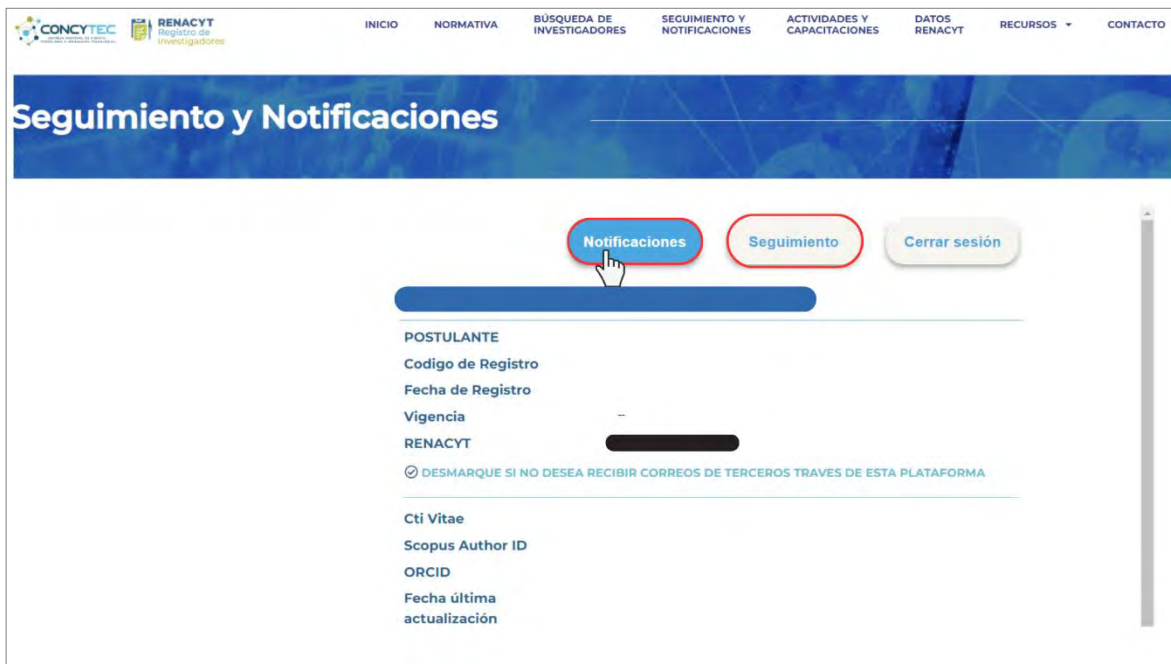 CONCYTEC
RENACYT
Registro de
Investigadores
INICIO
NORMATIVA
BÚSQUEDA DE
INVESTIGADORES
SEGUIMIENTO Y
NOTIFICACIONES
ACTIVIDADES Y
CAPACITACIONES
DATOS
RENACYT
RECURSOS
CONTACTO
Seguimiento y Notificaciones
Notificaciones
Seguimiento
Cerrar sesión
POSTULANTE
Codigo de Registro
Fecha de Registro
Vigencia --
RENACYT
DESMARQUE SI NO DESEA RECIBIR CORREOS DE TERCEROS TRAVES DE ESTA PLATAFORMA
Cti Vitae
Scopus Author ID
ORCID
Fecha última
actualización